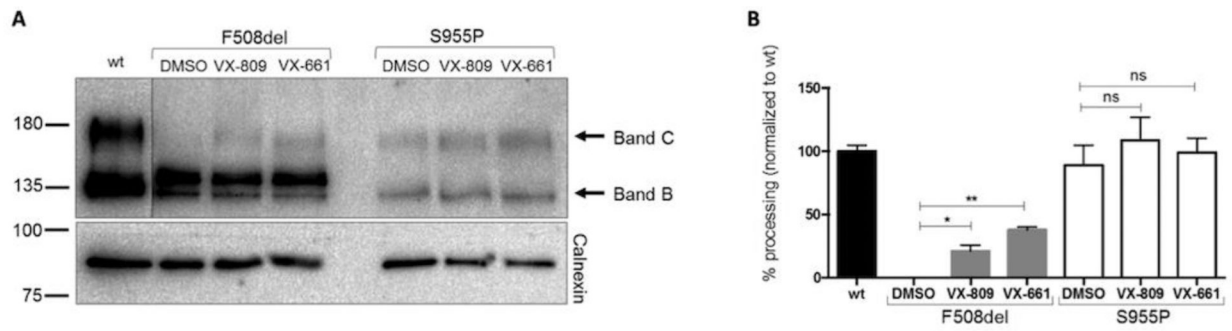 A
F508del
S955P
wt
DMSO VX-809 VX-661
DMSO VX-809 VX-661
180
Band C
135
Band B
100
75
Calnexin
B
% processing (normalized to wt)
150
100
50
0
ns
ns
**
*
wt
DMSO VX-809 VX-661
DMSO VX-809 VX-661
F508del
S955P